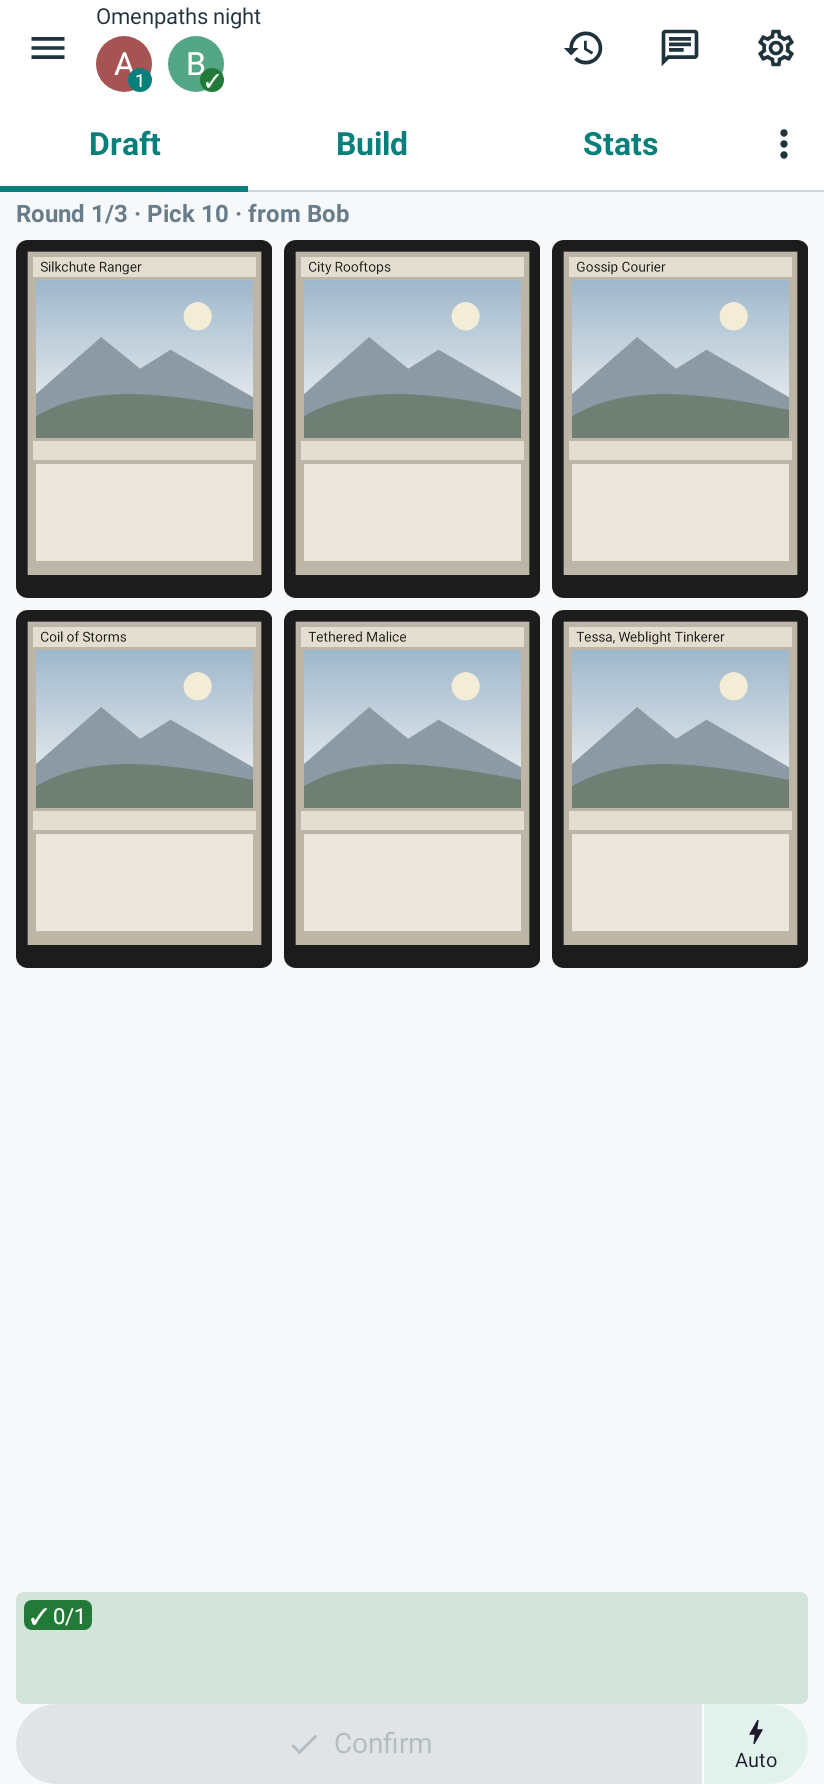 Omenpaths night
A 1 B ✓
Draft Build Stats
Round 1/3 · Pick 10 · from Bob
Silkchute Ranger
City Rooftops
Gossip Courier
Coil of Storms
Tethered Malice
Tessa, Weblight Tinkerer
✓ 0/1
Confirm
Auto